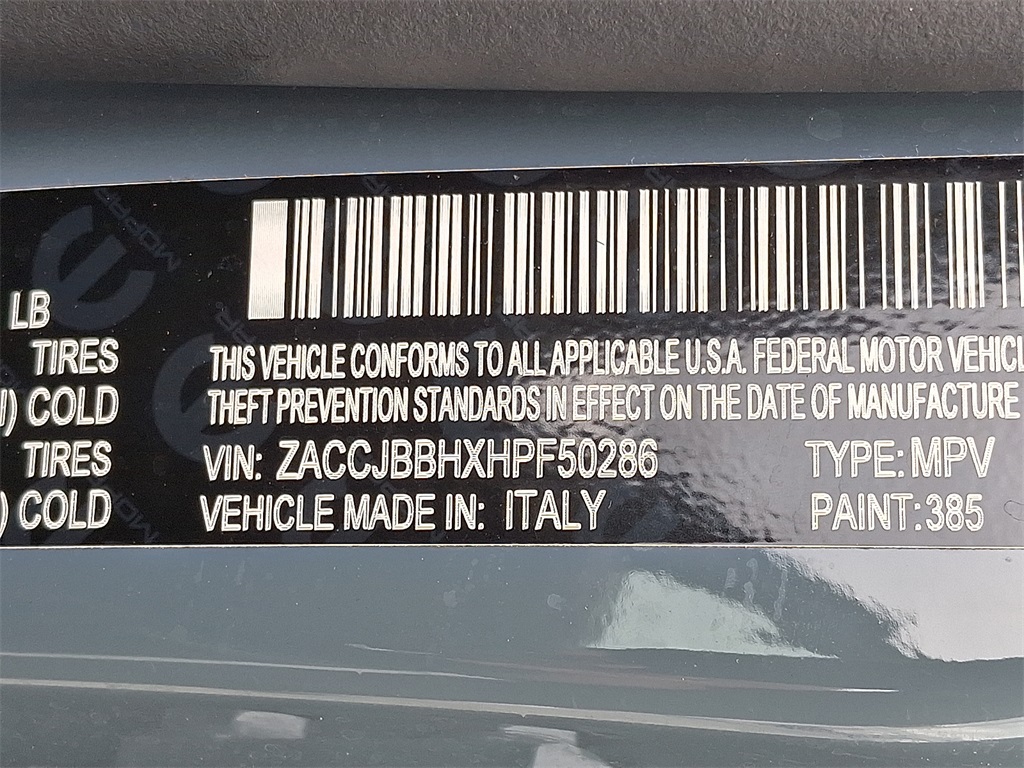 LB
TIRES
COLD
TIRES
) COLD
THIS VEHICLE CONFORMS TO ALL APPLICABLE U.S.A. FEDERAL MOTOR
THEFT PREVENTION STANDARDS IN EFFECT ON THE DATE OF MANUFACTURE
VIN: ZACCJBBHXHPF50286 TYPE: MPV
VEHICLE MADE IN: ITALY PAINT: 385